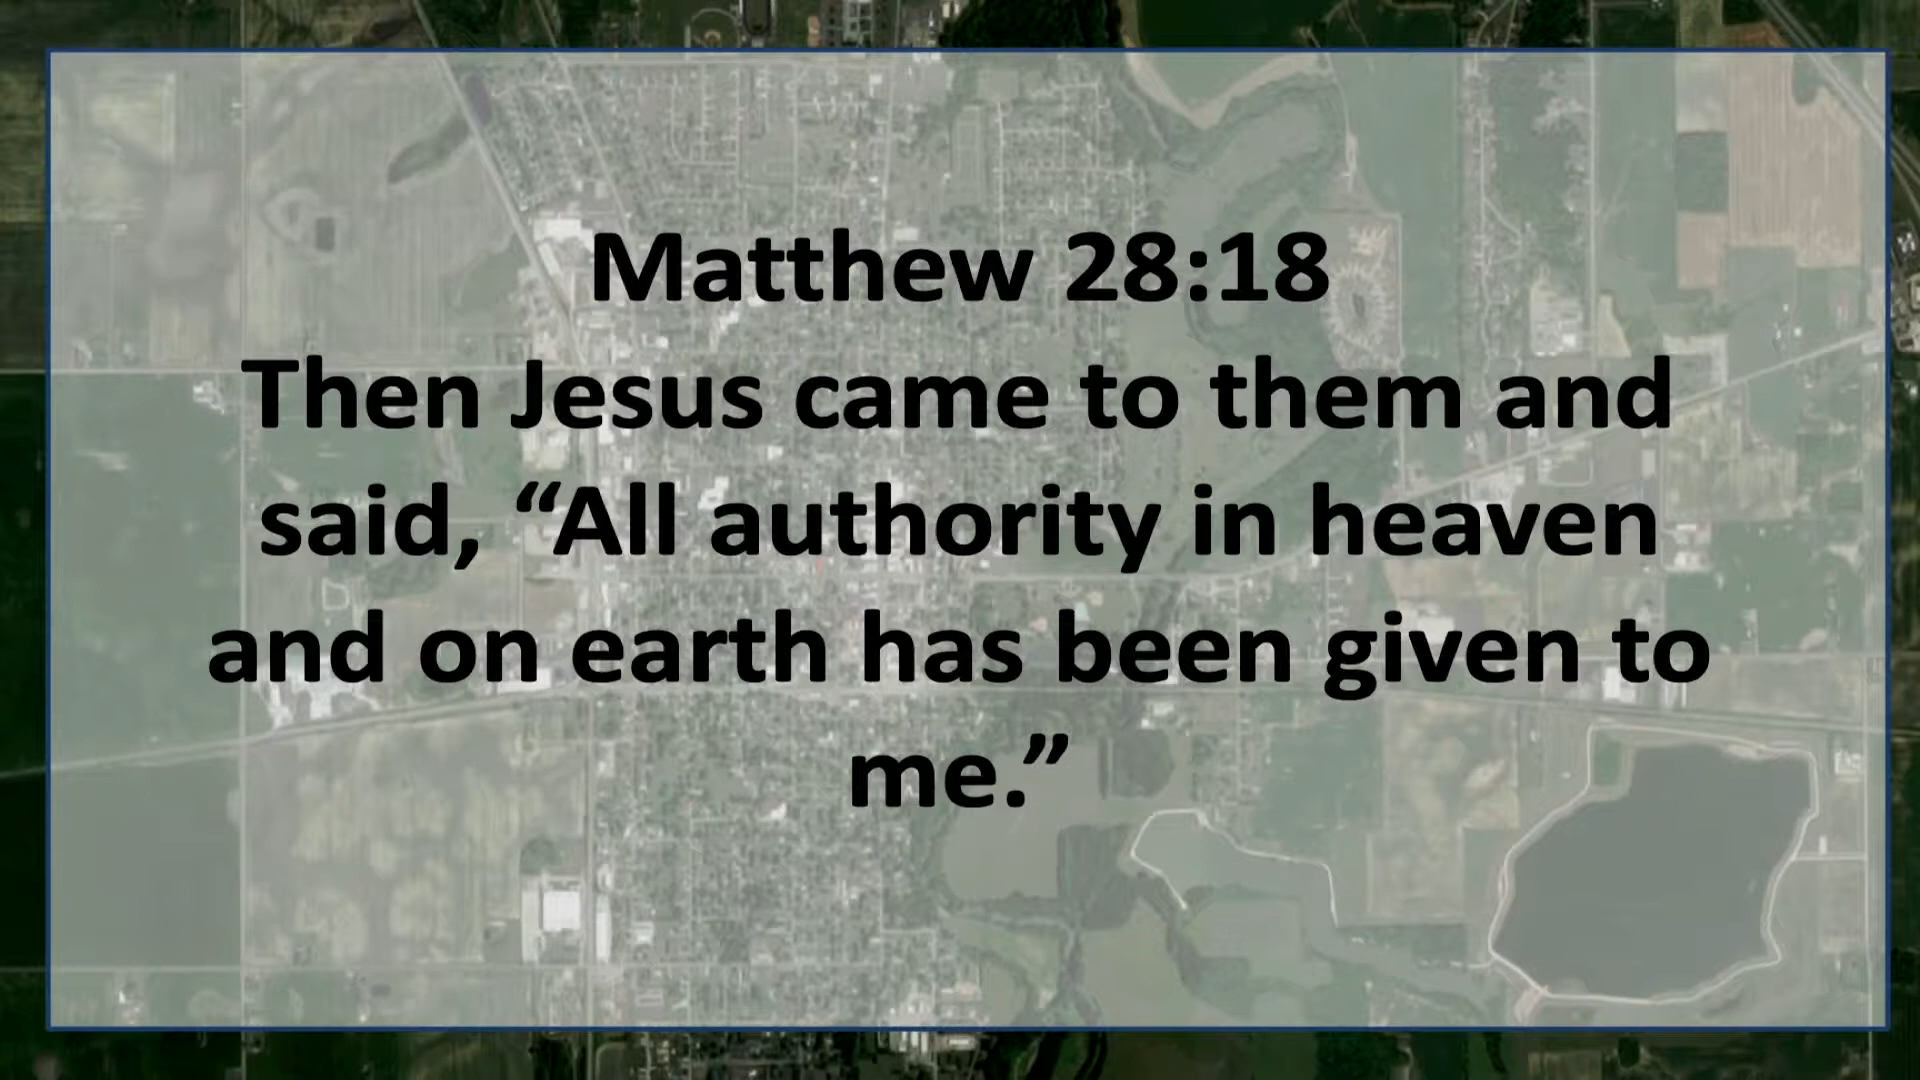 Matthew 28:18
Then Jesus came to them and
said, “All authority in heaven
and on earth has been given to
me.”